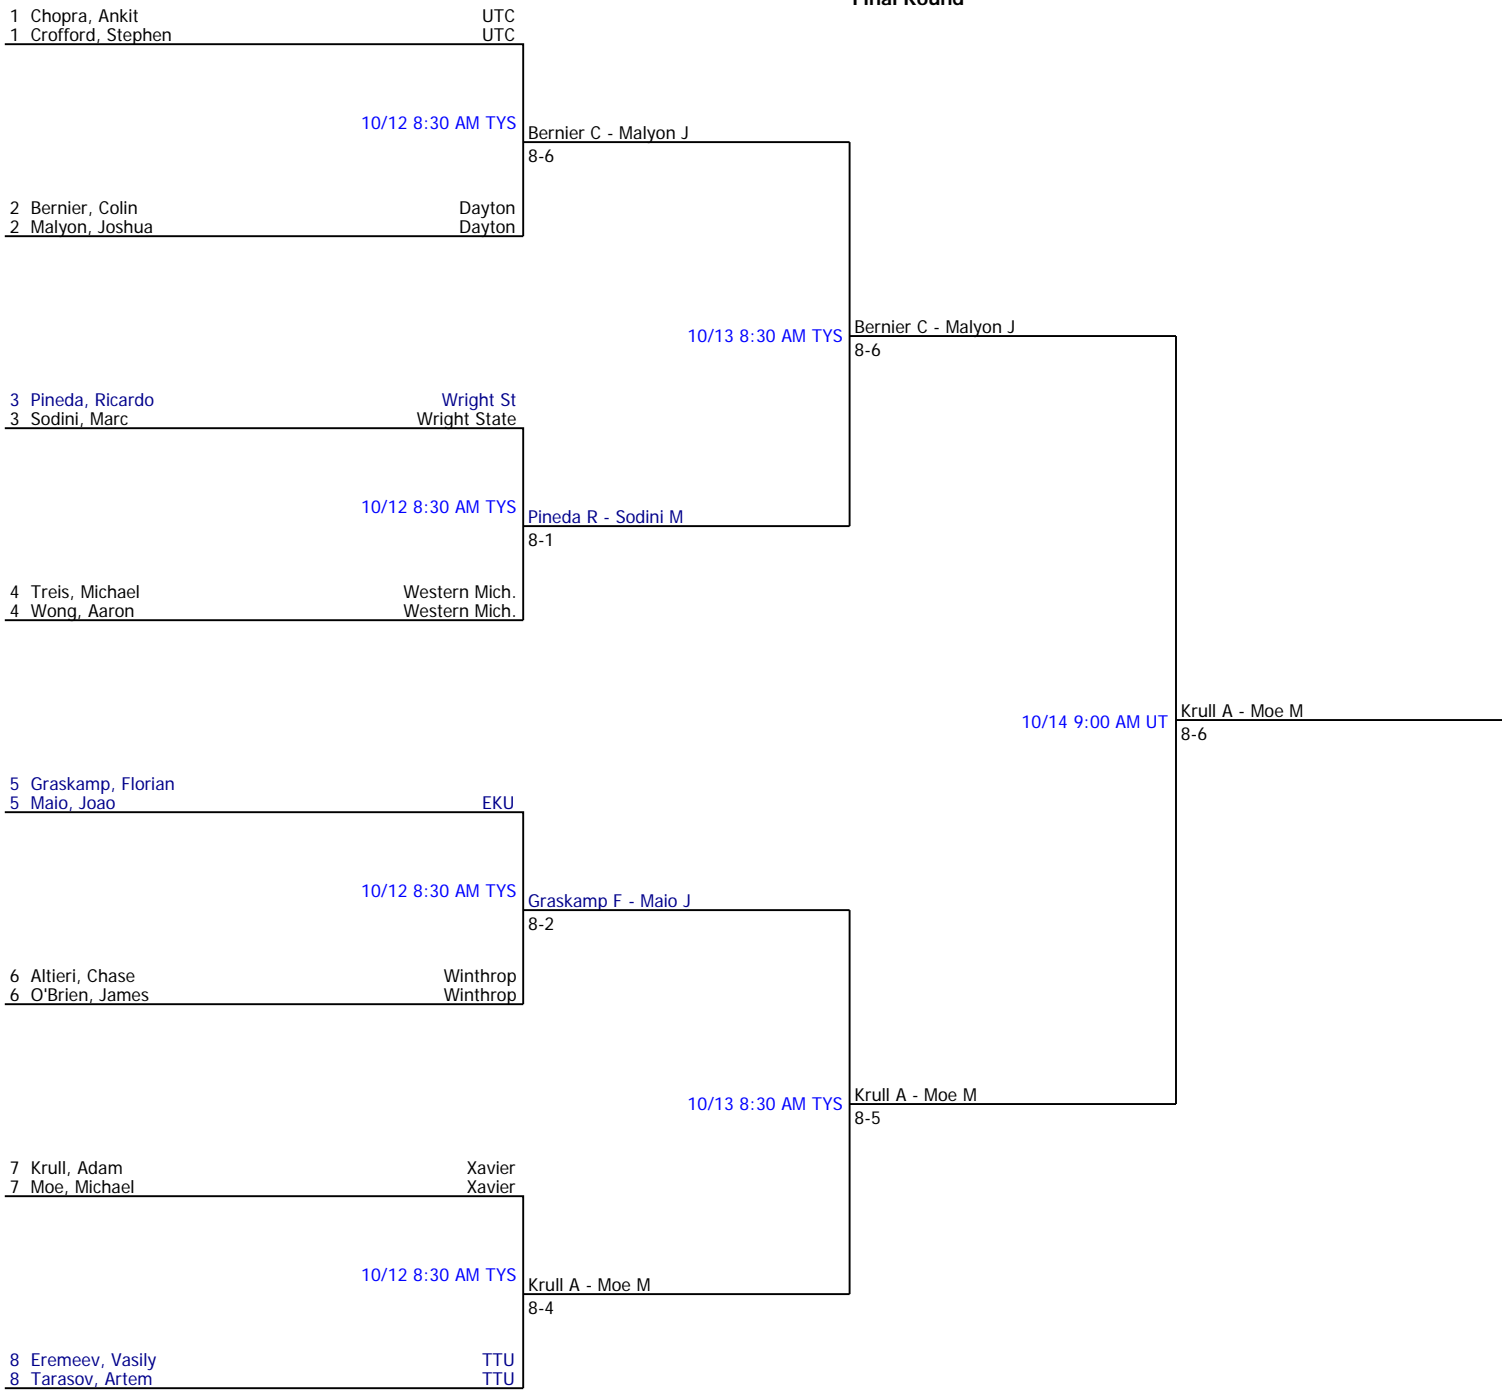 Final Round
1 Chopra, Ankit UTC
1 Crofford, Stephen UTC
10/12 8:30 AM TYS
Bernier C - Malyon J
8-6
2 Bernier, Colin Dayton
2 Malyon, Joshua Dayton
10/13 8:30 AM TYS
Bernier C - Malyon J
8-6
3 Pineda, Ricardo Wright St
3 Sodini, Marc Wright State
10/12 8:30 AM TYS
Pineda R - Sodini M
8-1
4 Treis, Michael Western Mich.
4 Wong, Aaron Western Mich.
10/14 9:00 AM UT
Krull A - Moe M
8-6
5 Graskamp, Florian
5 Maio, Joao EKU
10/12 8:30 AM TYS
Graskamp F - Maio J
8-2
6 Altieri, Chase Winthrop
6 O'Brien, James Winthrop
10/13 8:30 AM TYS
Krull A - Moe M
8-5
7 Krull, Adam Xavier
7 Moe, Michael Xavier
10/12 8:30 AM TYS
Krull A - Moe M
8-4
8 Eremeev, Vasily TTU
8 Tarasov, Artem TTU